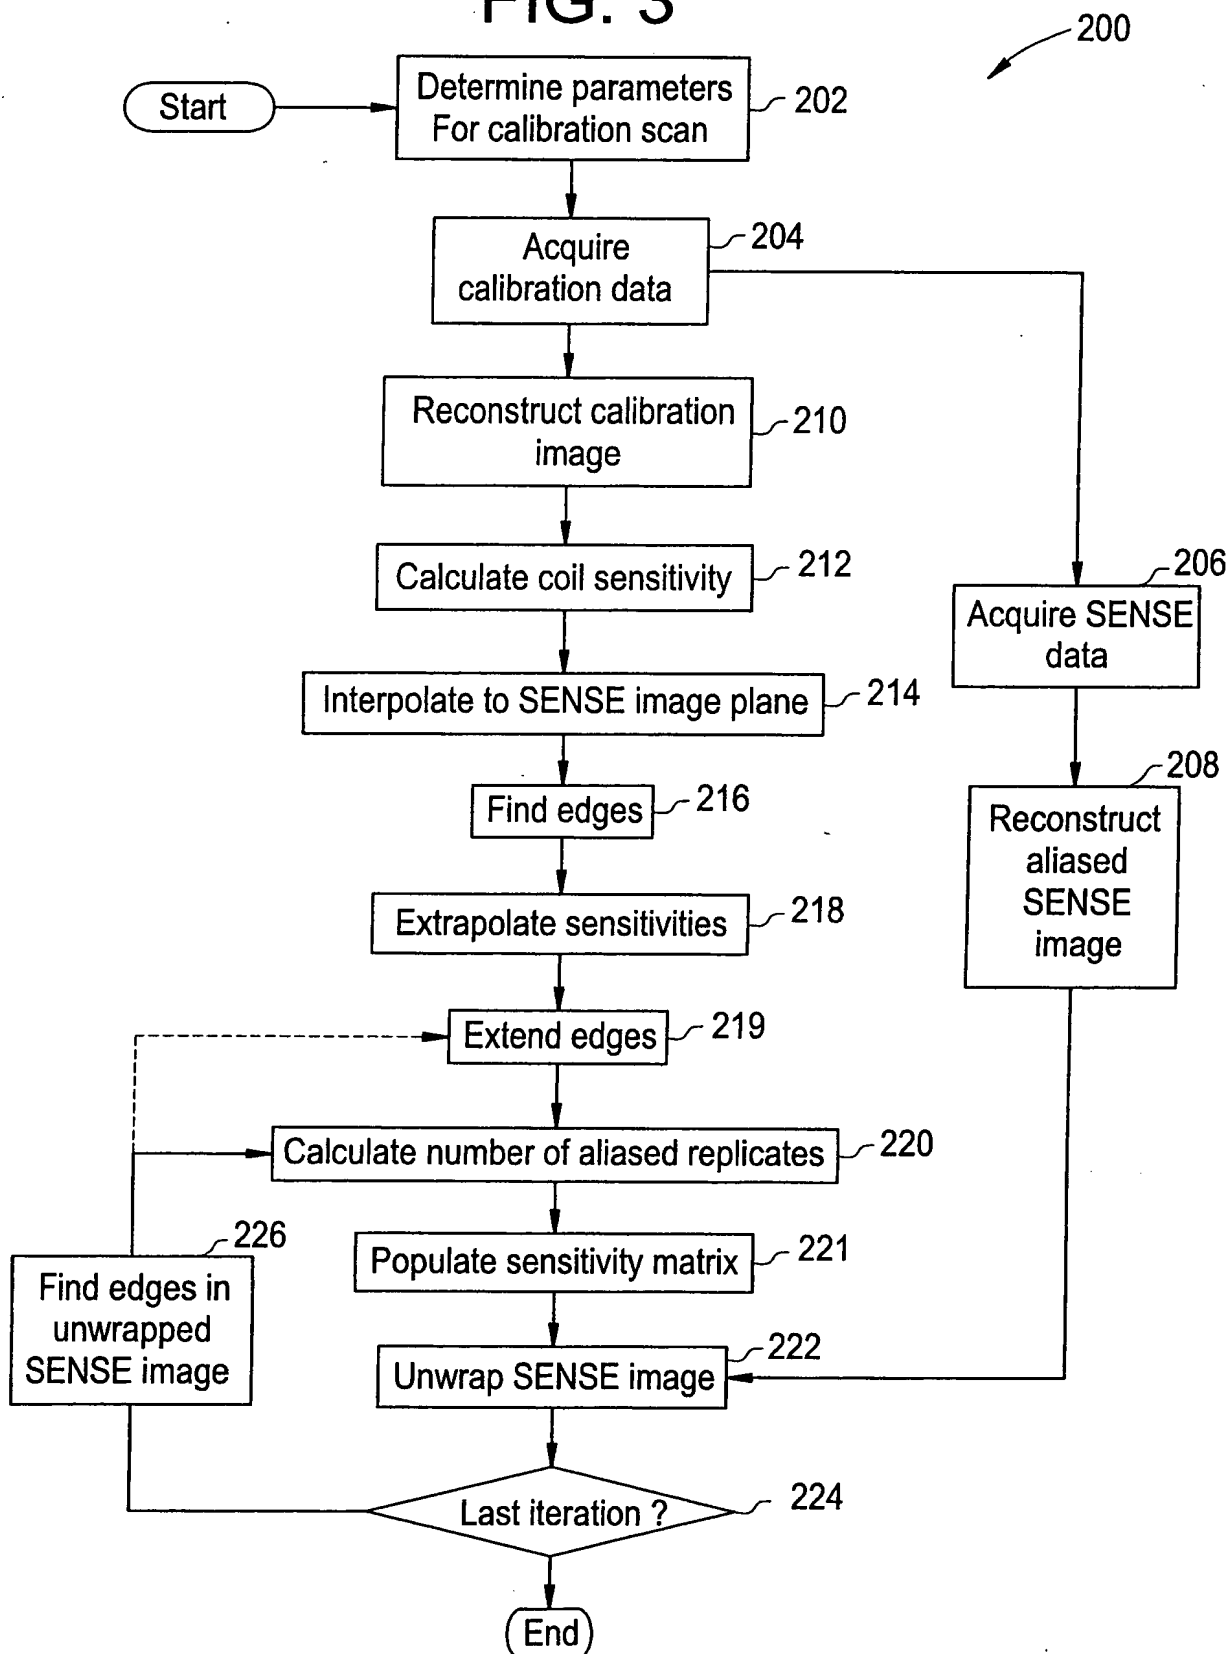 FIG. 3
200
Start
Determine parameters
For calibration scan
202
Acquire
calibration data
204
Reconstruct calibration
image
210
Calculate coil sensitivity
212
206
Acquire SENSE
data
Interpolate to SENSE image plane
214
208
Reconstruct
aliased
SENSE
image
Find edges
216
Extrapolate sensitivities
218
Extend edges
219
Calculate number of aliased replicates
220
Populate sensitivity matrix
221
226
Find edges in
unwrapped
SENSE image
Unwrap SENSE image
222
Last iteration ?
224
End